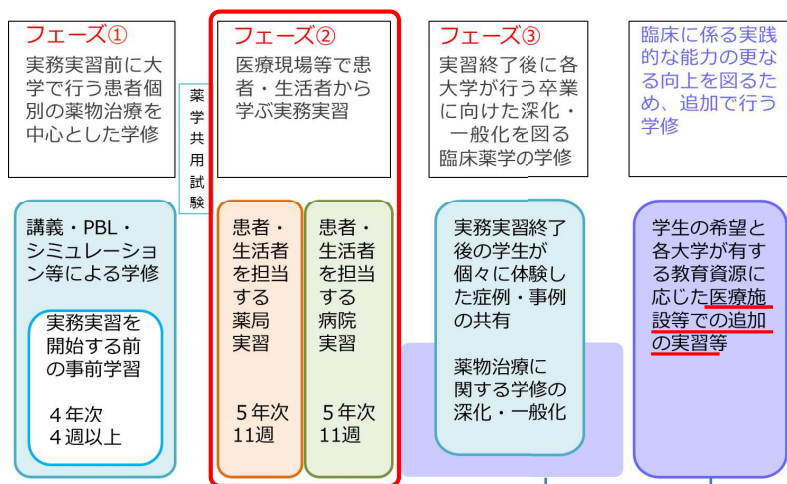 フェーズ①
実務実習前に大
学で行う患者個
別の薬物治療を
中心とした学修
薬学共用試験
フェーズ②
医療現場等で患
者・生活者から
学ぶ実務実習
フェーズ③
実習終了後に各
大学が行う卒業
に向けた深化・
一般化を図る
臨床薬学の学修
臨床に係る実践
的な能力の更な
る向上を図るた
め、追加で行う
学修
講義・PBL・
シミュレーショ
ン等による学修
実務実習を
開始する前
の事前学習
４年次
４週以上
患者・
生活者
を担当
する
薬局
実習
５年次
11週
患者・
生活者
を担当
する
病院
実習
５年次
11週
実務実習終了
後の学生が
個々に体験し
た症例・事例
の共有
薬物治療に
関する学修の
深化・一般化
学生の希望と
各大学が有す
る教育資源に
応じた医療施
設等での追加
の実習等